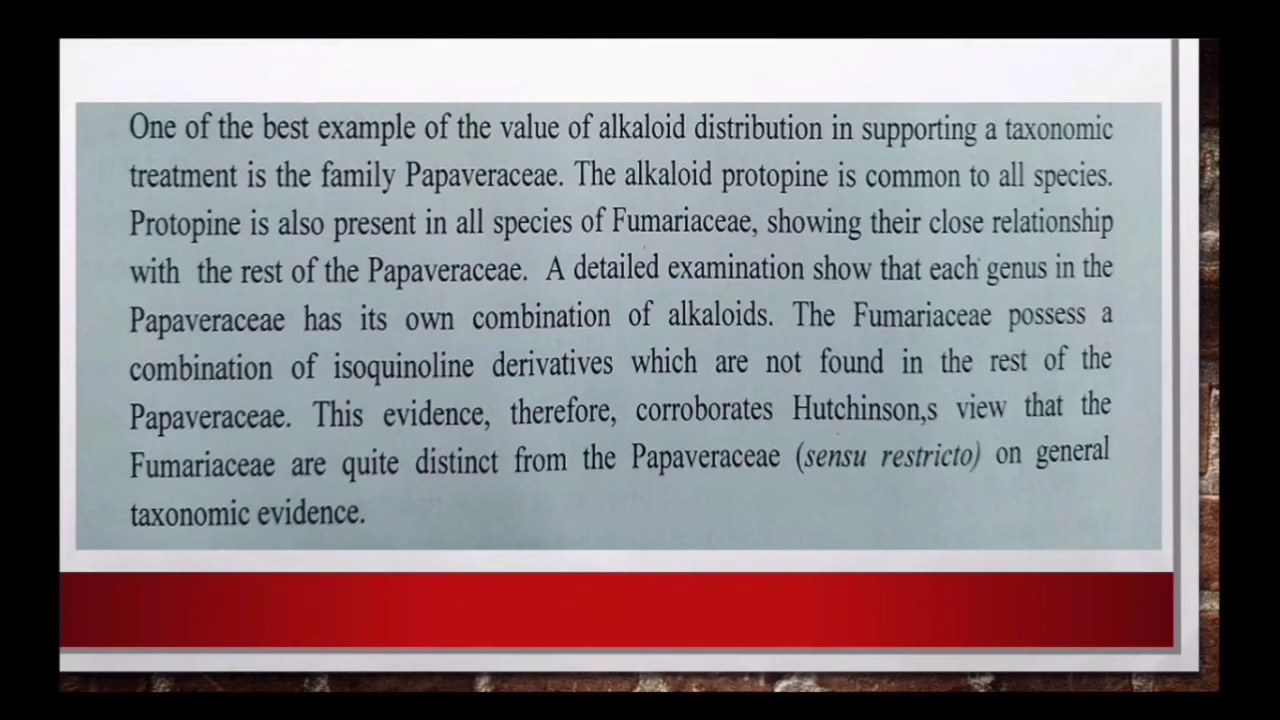 One of the best example of the value of alkaloid distribution in supporting a taxonomic
treatment is the family Papaveraceae. The alkaloid protopine is common to all species.
Protopine is also present in all species of Fumariaceae, showing their close relationship
with the rest of the Papaveraceae. A detailed examination show that each genus in the
Papaveraceae has its own combination of alkaloids. The Fumariaceae possess a
combination of isoquinoline derivatives which are not found in the rest of the
Papaveraceae. This evidence, therefore, corroborates Hutchinson,s view that the
Fumariaceae are quite distinct from the Papaveraceae (sensu restricto) on general
taxonomic evidence.